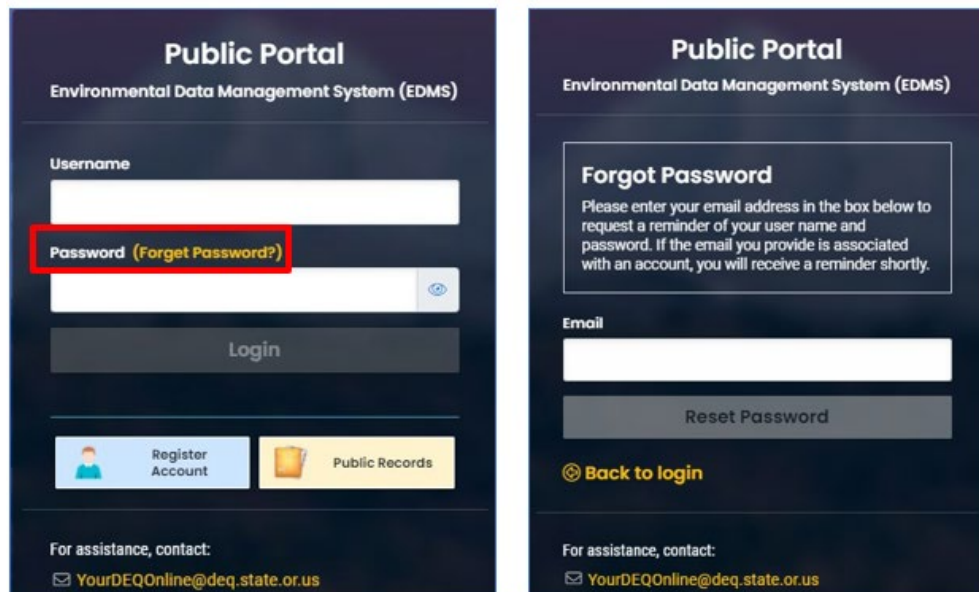 Public Portal
Environmental Data Management System (EDMS)
Username
Password (Forget Password?)
Login
Register
Account
Public Records
For assistance, contact:
YourDEQOnline@deq.state.or.us
Public Portal
Environmental Data Management System (EDMS)
Forgot Password
Please enter your email address in the box below to
request a reminder of your user name and
password. If the email you provide is associated
with an account, you will receive a reminder shortly.
Email
Reset Password
Back to login
For assistance, contact:
YourDEQOnline@deq.state.or.us